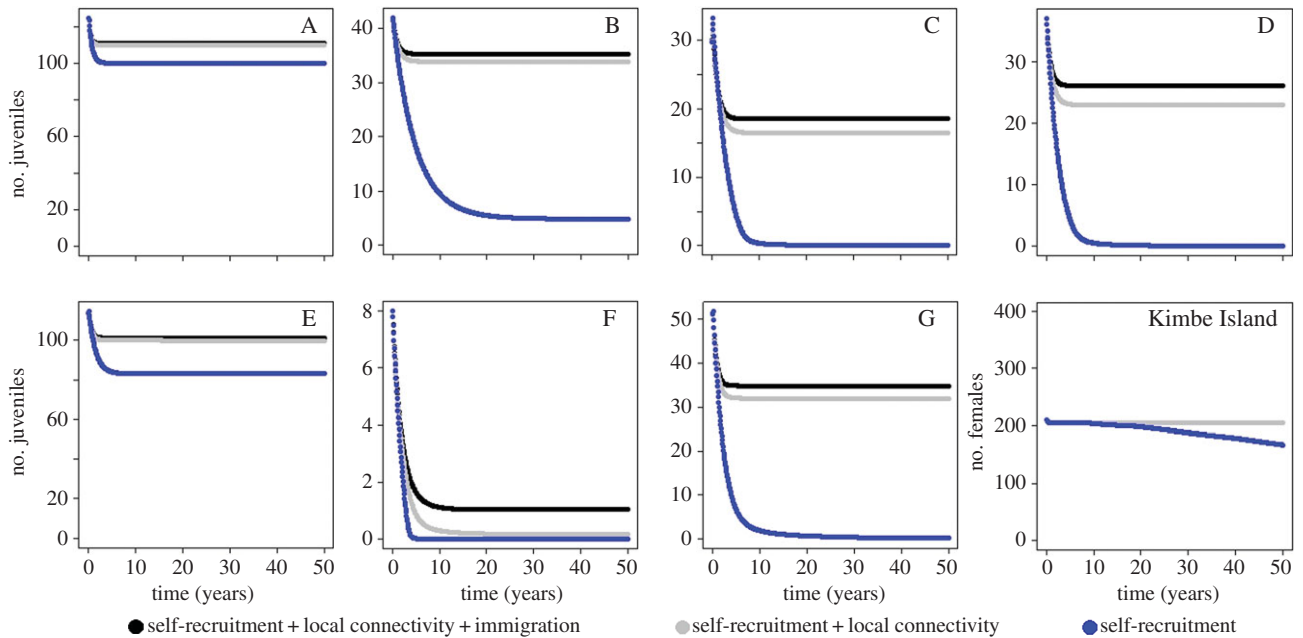 A
B
C
D
no. juveniles
100
60
20
0
40
30
20
10
0
30
20
10
0
30
20
10
0
E
F
G
Kimbe Island
no. juveniles
100
60
20
0
8
6
4
2
0
50
40
30
20
10
0
no. females
400
300
200
100
0
0 10 20 30 40 50
0 10 20 30 40 50
0 10 20 30 40 50
0 10 20 30 40 50
time (years)
time (years)
time (years)
time (years)
self-recruitment + local connectivity + immigration
self-recruitment + local connectivity
self-recruitment